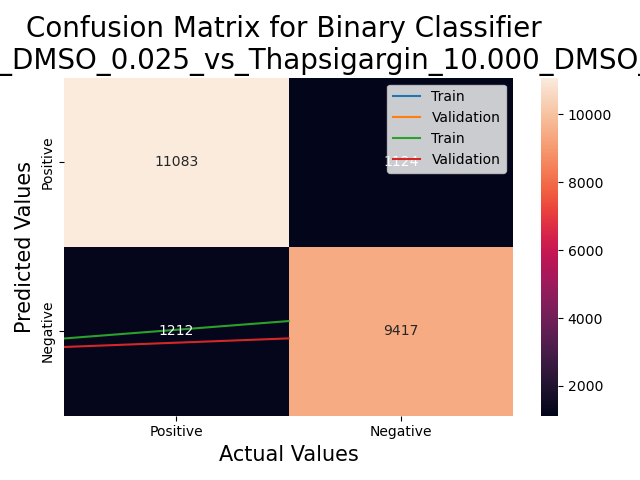 Confusion Matrix for Binary Classifier
_DMSO_0.025_vs_Thapsigargin_10.000_DMSO_
Train
Validation
Train
Validation
Positive
Negative
Predicted Values
11083
1124
1212
9417
Positive
Negative
Actual Values
10000
8000
6000
4000
2000